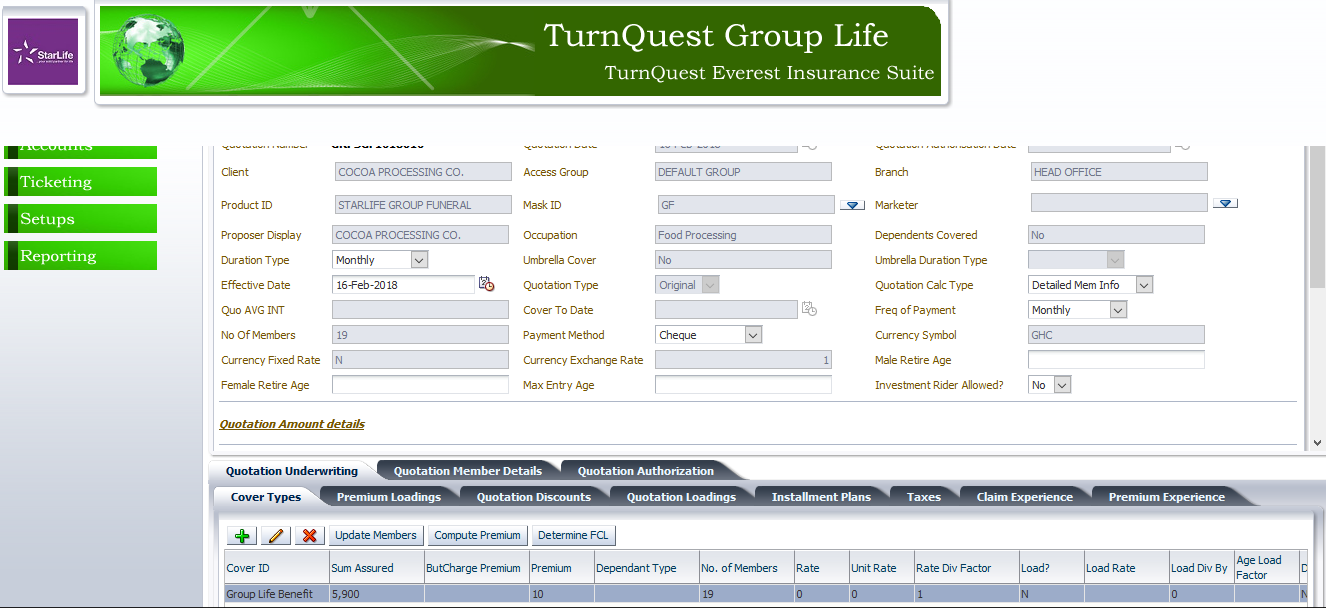 StarLife
TurnQuest Group Life
TurnQuest Everest Insurance Suite
Accounts
Ticketing
Setups
Reporting
Quotation Number Quotation Date Quotation Authorisation Date
Client COCOA PROCESSING CO. Access Group DEFAULT GROUP Branch HEAD OFFICE
Product ID STARLIFE GROUP FUNERAL Mask ID GF Marketer
Proposer Display COCOA PROCESSING CO. Occupation Food Processing Dependents Covered No
Duration Type Monthly Umbrella Cover No Umbrella Duration Type
Effective Date 16-Feb-2018 Quotation Type Original Quotation Calc Type Detailed Mem Info
Quo AVG INT Cover To Date Freq of Payment Monthly
No Of Members 19 Payment Method Cheque Currency Symbol GHC
Currency Fixed Rate N Currency Exchange Rate 1 Male Retire Age
Female Retire Age Max Entry Age Investment Rider Allowed? No
Quotation Amount details
Quotation Underwriting Quotation Member Details Quotation Authorization
Cover Types Premium Loadings Quotation Discounts Quotation Loadings Installment Plans Taxes Claim Experience Premium Experience
Update Members Compute Premium Determine FCL
Cover ID Sum Assured ButCharge Premium Premium Dependant Type No. of Members Rate Unit Rate Rate Div Factor Load? Load Rate Load Div By Age Load Factor D
Group Life Benefit 5,900 10 19 0 0 1 N 0 N